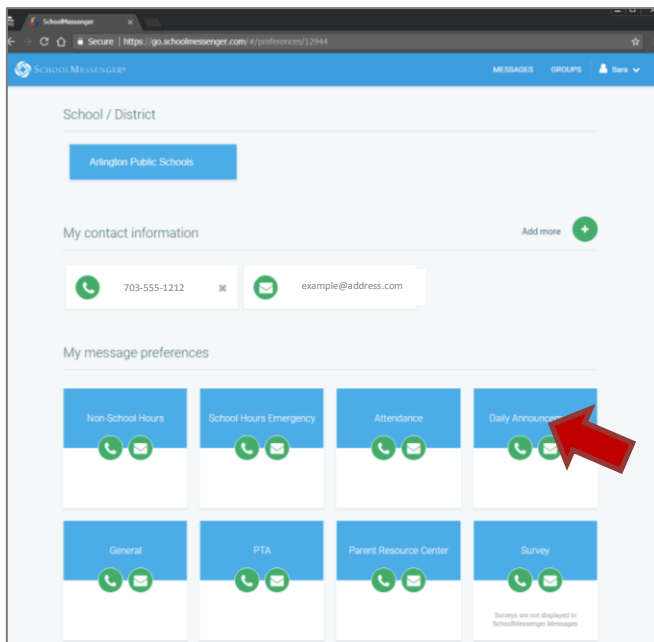 SchoolMessenger
Secure | https://go.schoolmessenger.com/#/preferences/12944
SCHOOLMESSENGER®
MESSAGES GROUPS Sara
School / District
Arlington Public Schools
My contact information
Add more
703-555-1212
example@address.com
My message preferences
Non-School Hours
School Hours Emergency
Attendance
Daily
General
PTA
Parent Resource Center
Survey
Surveys are not displayed in
SchoolMessenger Messages